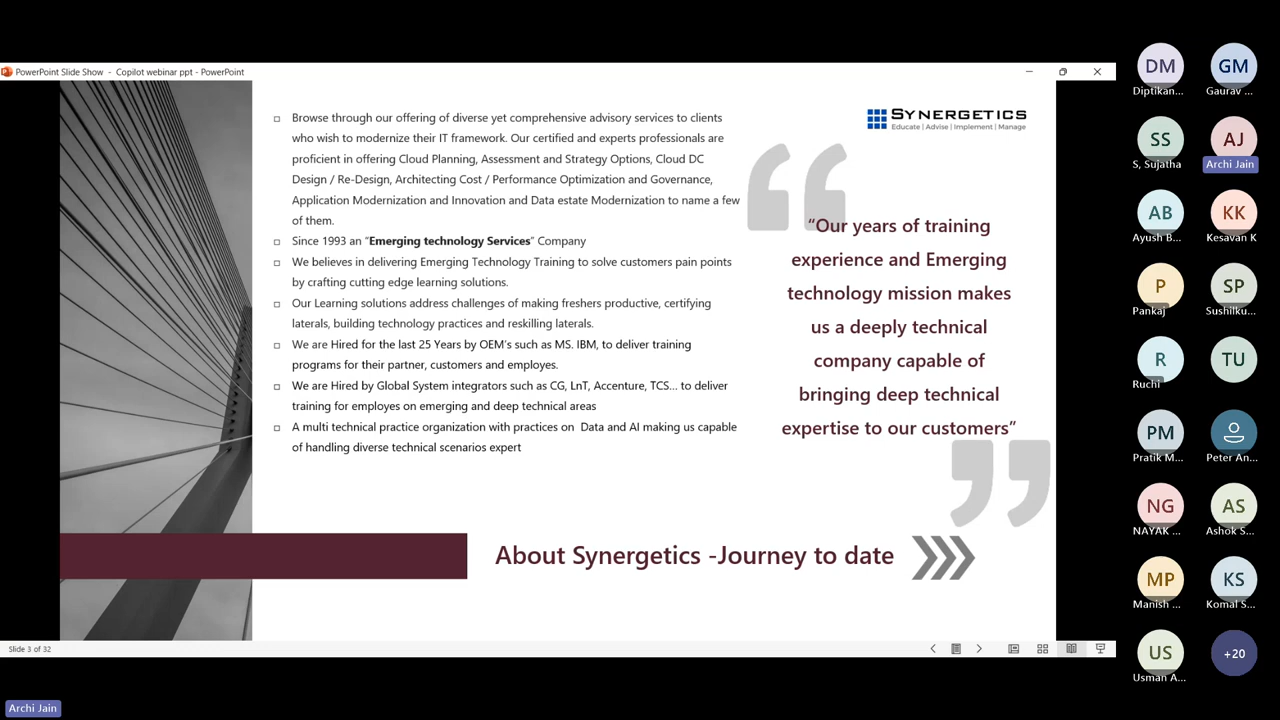 PowerPoint Slide Show - Copilot webinar ppt - PowerPoint
Browse through our offering of diverse yet comprehensive advisory services to clients
who wish to modernize their IT framework. Our certified and experts professionals are
proficient in offering Cloud Planning, Assessment and Strategy Options, Cloud DC
Design / Re-Design, Architecting Cost / Performance Optimization and Governance,
Application Modernization and Innovation and Data estate Modernization to name a few
of them.
Since 1993 an “Emerging technology Services” Company
We believes in delivering Emerging Technology Training to solve customers pain points
by crafting cutting edge learning solutions.
Our Learning solutions address challenges of making freshers productive, certifying
laterals, building technology practices and reskilling laterals.
We are Hired for the last 25 Years by OEM’s such as MS. IBM, to deliver training
programs for their partner, customers and employes.
We are Hired by Global System integrators such as CG, LnT, Accenture, TCS... to deliver
training for employes on emerging and deep technical areas
A multi technical practice organization with practices on Data and AI making us capable
of handling diverse technical scenarios expert
SYNERGETICS
Educate | Advise | Implement | Manage
“Our years of training
experience and Emerging
technology mission makes
us a deeply technical
company capable of
bringing deep technical
expertise to our customers”
About Synergetics -Journey to date
Slide 3 of 32
Archi Jain
DM
Diptikan...
GM
Gaurav ...
SS
S, Sujatha
AJ
Archi Jain
AB
Ayush B...
KK
Kesavan K
P
Pankaj
SP
Sushilku...
R
Ruchi
TU
PM
Pratik M...
Peter An...
NG
NAYAK ...
AS
Ashok S...
MP
Manish ...
KS
Komal S...
US
Usman A...
+20